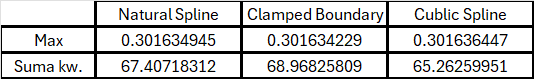 Natural Spline Clamped Boundary Cublic Spline
Max 0.301634945 0.301634229 0.301636447
Suma kw. 67.40718312 68.96825809 65.26259951